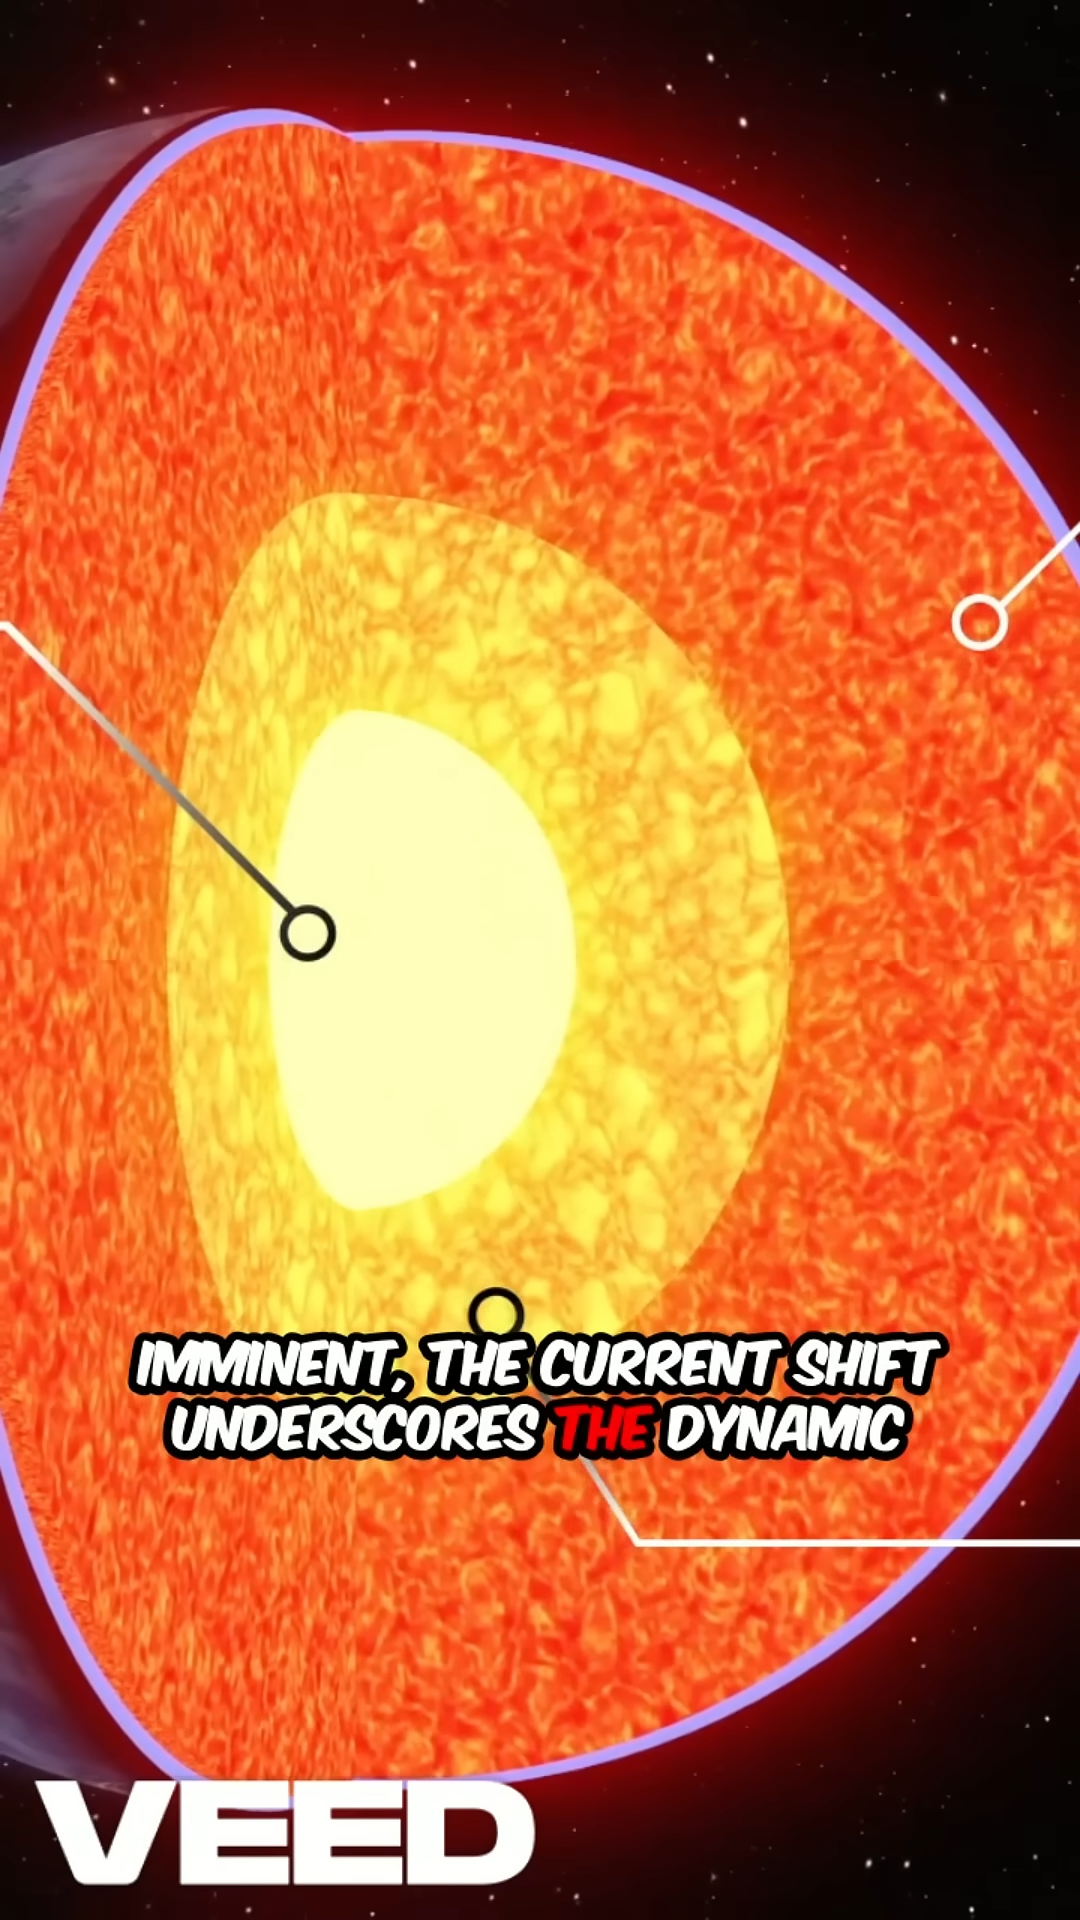 IMMINENT, THE CURRENT SHIFT
UNDERSCORES THE DYNAMIC
VEED